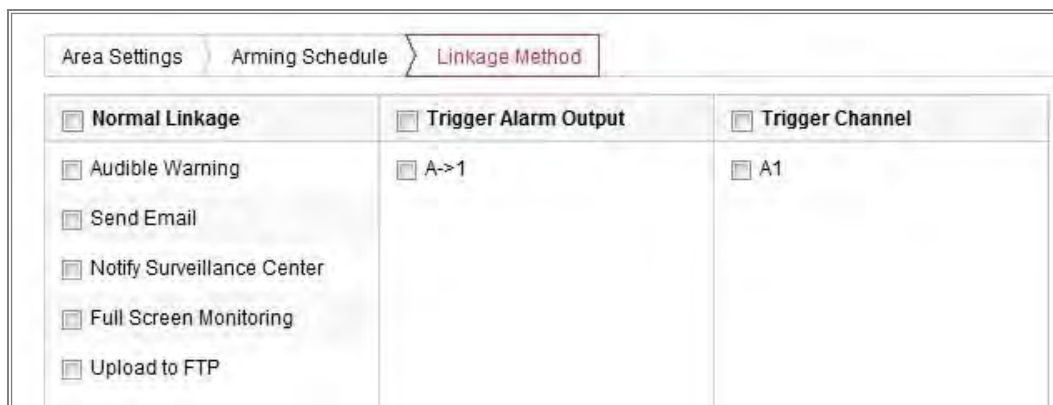 Area Settings Arming Schedule Linkage Method
Normal Linkage Trigger Alarm Output Trigger Channel
Audible Warning A->1 A1
Send Email
Notify Surveillance Center
Full Screen Monitoring
Upload to FTP